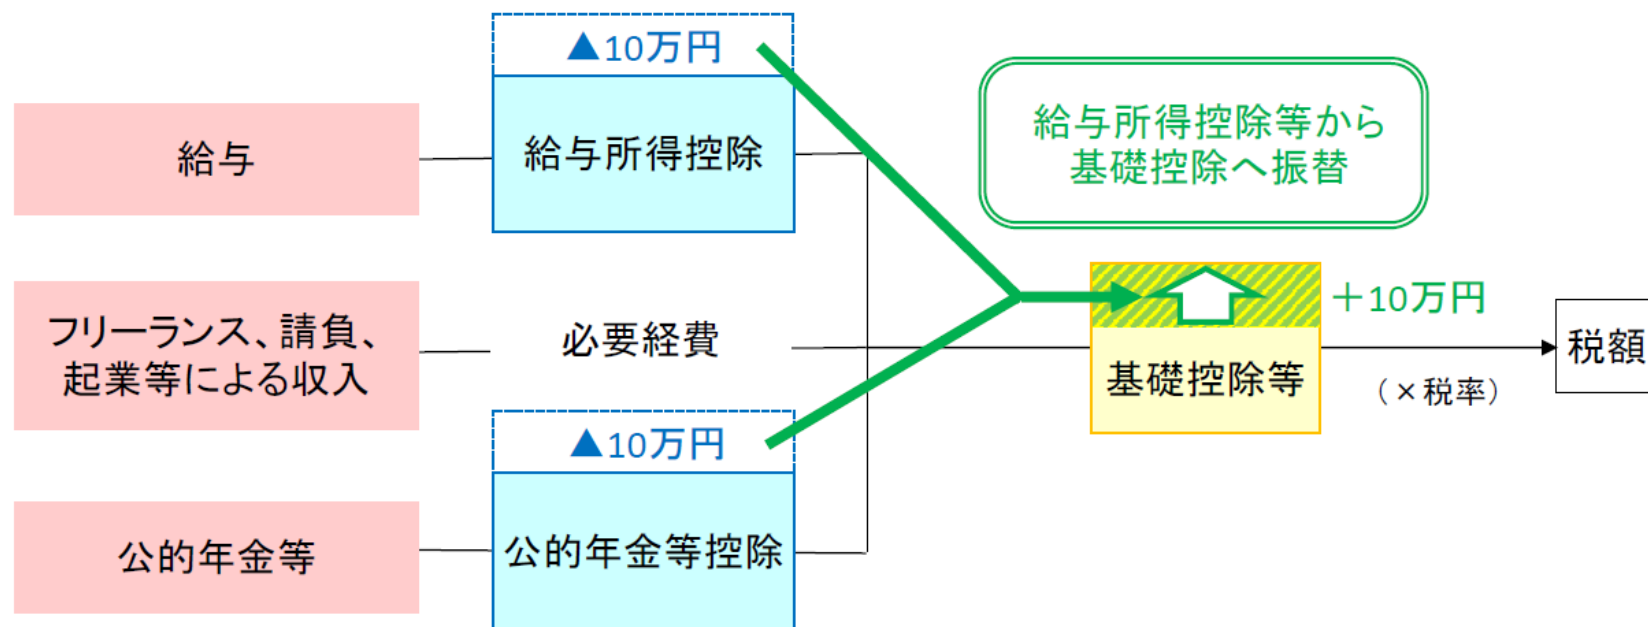 ▲10万円
給与
給与所得控除
給与所得控除等から
基礎控除へ振替
フリーランス、請負、
起業等による収入
必要経費
+10万円
基礎控除等
(×税率)
税額
▲10万円
公的年金等
公的年金等控除